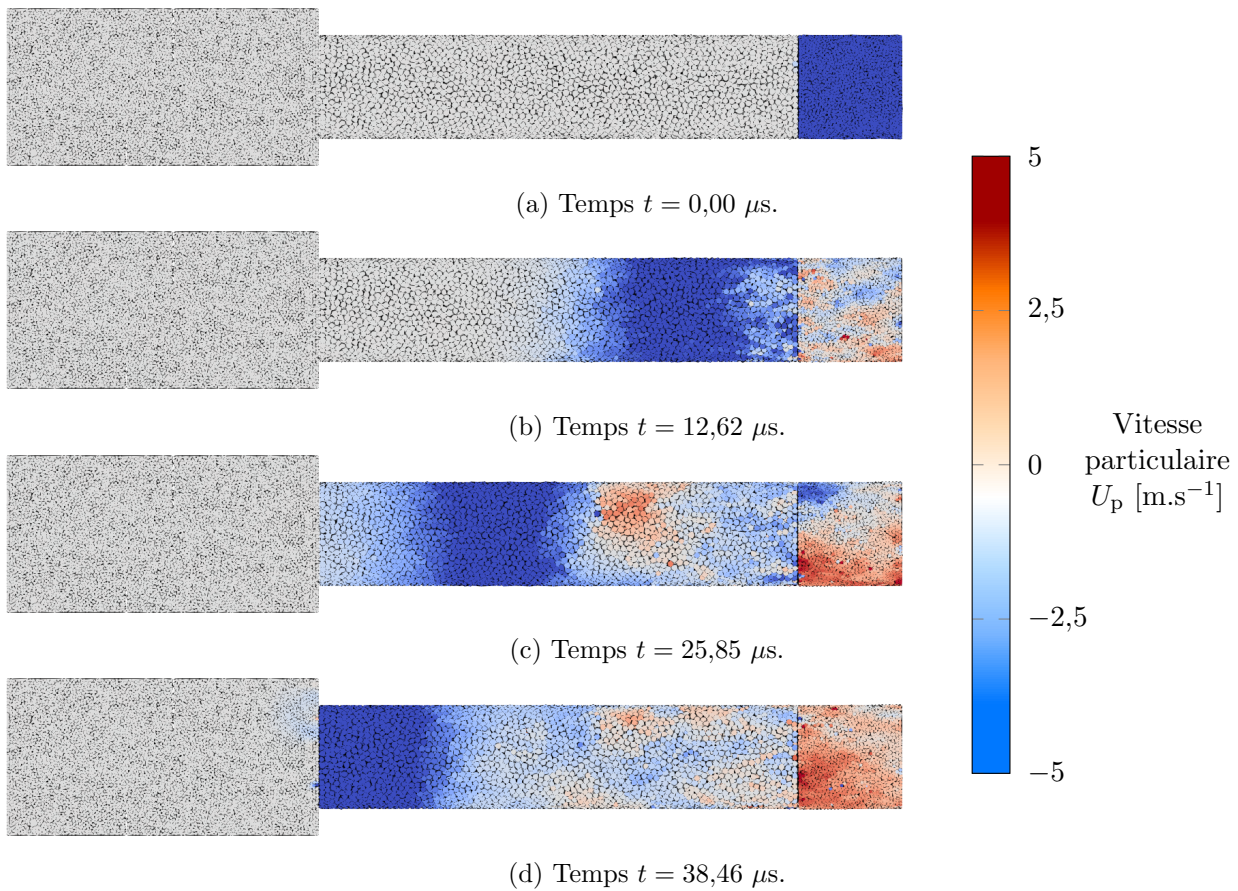 (a) Temps t = 0,00 μs.
(b) Temps t = 12,62 μs.
(c) Temps t = 25,85 μs.
(d) Temps t = 38,46 μs.
5
2,5
0
−2,5
−5
Vitesse
particulaire
Uₚ [m.s⁻¹]